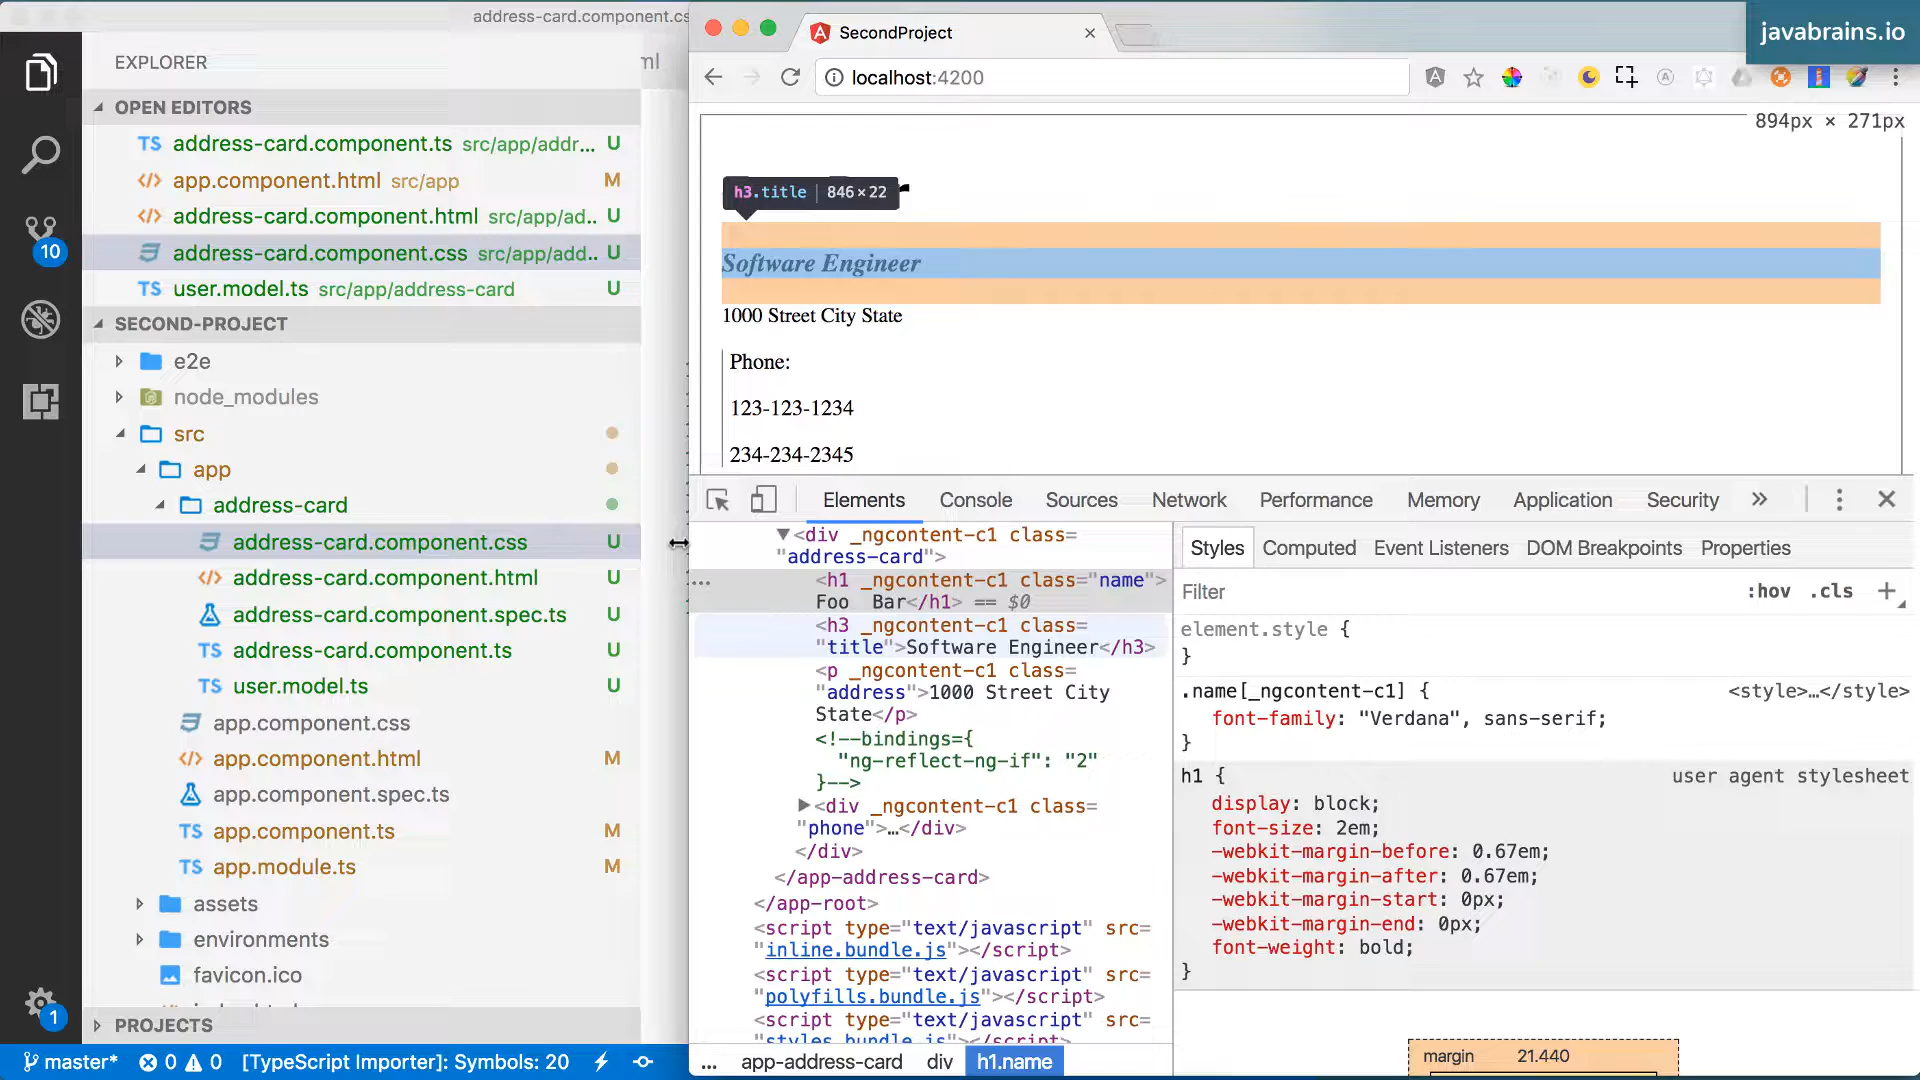 address-card.component.cs
EXPLORER
OPEN EDITORS
TS address-card.component.ts src/app/addr... U
</> app.component.html src/app M
</> address-card.component.html src/app/ad.. U
address-card.component.css src/app/add.. U
TS user.model.ts src/app/address-card U
SECOND-PROJECT
e2e
node_modules
src
app
address-card
address-card.component.css U
</> address-card.component.html U
address-card.component.spec.ts U
TS address-card.component.ts U
TS user.model.ts U
app.component.css
</> app.component.html M
app.component.spec.ts
TS app.component.ts M
TS app.module.ts M
assets
environments
favicon.ico
PROJECTS
10
1
master* 0 0 [TypeScript Importer]: Symbols: 20
ml
SecondProject
javabrains.io
localhost:4200
894px × 271px
h3.title | 846×22
Software Engineer
1000 Street City State
Phone:
123-123-1234
234-234-2345
Elements Console Sources Network Performance Memory Application Security »
<div _ngcontent-c1 class=
"address-card">
... <h1 _ngcontent-c1 class="name">
Foo  Bar</h1> == $0
<h3 _ngcontent-c1 class=
"title">Software Engineer</h3>
<p _ngcontent-c1 class=
"address">1000 Street City
State</p>
<!--bindings={
"ng-reflect-ng-if": "2"
}-->
<div _ngcontent-c1 class=
"phone">…</div>
</div>
</app-address-card>
</app-root>
<script type="text/javascript" src=
"inline.bundle.js"></script>
<script type="text/javascript" src=
"polyfills.bundle.js"></script>
<script type="text/javascript" src=
"styles.bundle.js"></script>
... app-address-card div h1.name
Styles Computed Event Listeners DOM Breakpoints Properties
Filter :hov .cls +
element.style {
}
.name[_ngcontent-c1] { <style>…</style>
font-family: "Verdana", sans-serif;
}
h1 { user agent stylesheet
display: block;
font-size: 2em;
-webkit-margin-before: 0.67em;
-webkit-margin-after: 0.67em;
-webkit-margin-start: 0px;
-webkit-margin-end: 0px;
font-weight: bold;
}
margin 21.440